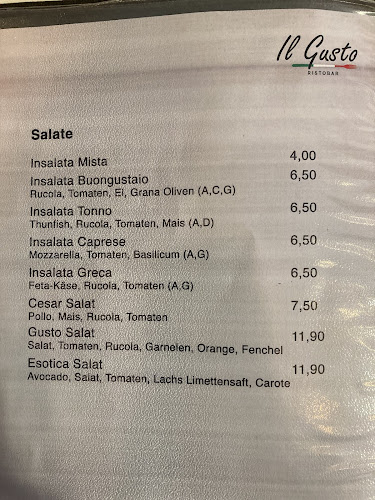 Il Gusto
RISTOBAR
Salate
Insalata Mista 4,00
Insalata Buongustaio 6,50
Rucola, Tomaten, Ei, Grana Oliven (A,C,G)
Insalata Tonno 6,50
Thunfish, Rucola, Tomaten, Mais (A,D)
Insalata Caprese 6,50
Mozzarella, Tomaten, Basilicum (A,G)
Insalata Greca 6,50
Feta-Käse, Rucola, Tomaten (A,G)
Cesar Salat 7,50
Pollo, Mais, Rucola, Tomaten
Gusto Salat 11,90
Salat, Tomaten, Rucola, Garnelen, Orange, Fenchel
Esotica Salat 11,90
Avocado, Salat, Tomaten, Lachs Limettensaft, Carote